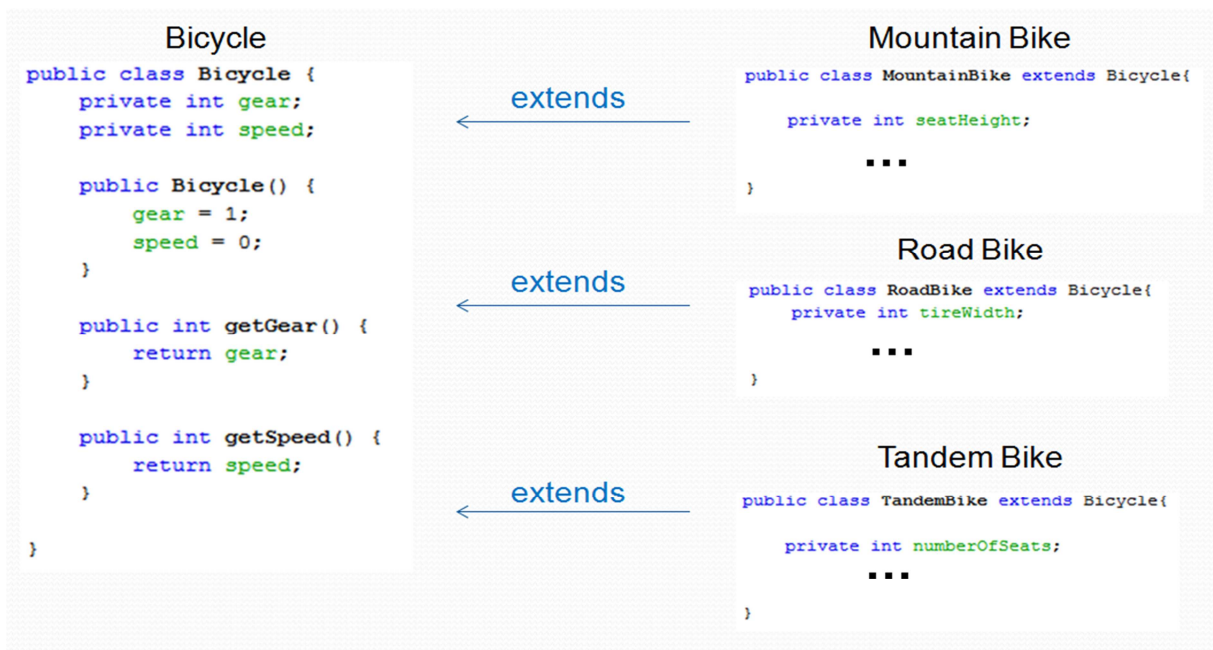 Bicycle
public class Bicycle {
    private int gear;
    private int speed;
    public Bicycle() {
        gear = 1;
        speed = 0;
    }
    public int getGear() {
        return gear;
    }
    public int getSpeed() {
        return speed;
    }
}
extends
extends
extends
Mountain Bike
public class MountainBike extends Bicycle{
    private int seatHeight;
...
}
Road Bike
public class RoadBike extends Bicycle{
    private int tireWidth;
...
}
Tandem Bike
public class TandemBike extends Bicycle{
    private int numberOfSeats;
...
}